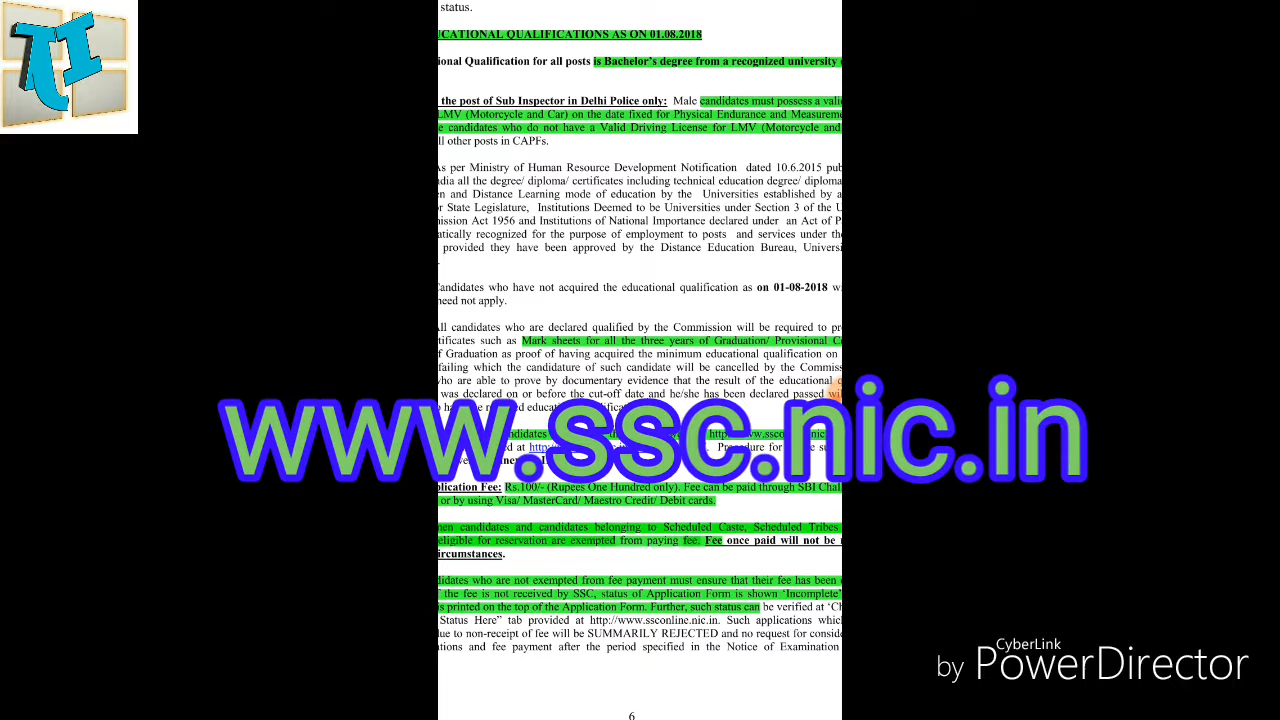 TI
status.
UCATIONAL QUALIFICATIONS AS ON 01.08.2018
ional Qualification for all posts is Bachelor's degree from a recognized university
the post of Sub Inspector in Delhi Police only: Male candidates must possess a
LMV (Motorcycle and Car) on the date fixed for Physical Endurance and
candidates who do not have a Valid Driving License for LMV (Motorcycle and
ll other posts in CAPFs.
As per Ministry of Human Resource Development Notification dated 10.6.2015
all the degree/ diploma/ certificates including technical education degree/ diploma
en and Distance Learning mode of education by the Universities established by a
or State Legislature, Institutions Deemed to be Universities under Section 3 of the U
ission Act 1956 and Institutions of National Importance declared under an Act of P
atically recognized for the purpose of employment to posts and services under the
provided they have been approved by the Distance Education Bureau,
Candidates who have not acquired the educational qualification as on 01-08-2018
need not apply.
All candidates who are declared qualified by the Commission will be required to
tificates such as Mark sheets for all the three years of Graduation/ Provisional
of Graduation as proof of having acquired the minimum educational qualification on
failing which the candidature of such candidate will be cancelled by the
who are able to prove by documentary evidence that the result of the educational
was declared on or before the cut-off date and he/she has been declared passed
www.ssc.nic.in
Procedure for
plication Fee: Rs.100/- (Rupees One Hundred only). Fee can be paid through SBI
or by using Visa/ MasterCard/ Maestro Credit/ Debit cards.
men candidates and candidates belonging to Scheduled Caste, Scheduled Tribes
eligible for reservation are exempted from paying fee. Fee once paid will not be
ircumstances.
didates who are not exempted from fee payment must ensure that their fee has been
f the fee is not received by SSC, status of Application Form is shown 'Incomplete'
is printed on the top of the Application Form. Further, such status can be verified at
Status Here" tab provided at http://www.ssconline.nic.in. Such applications
due to non-receipt of fee will be SUMMARILY REJECTED and no request for
ations and fee payment after the period specified in the Notice of Examination
6
CyberLink
by PowerDirector